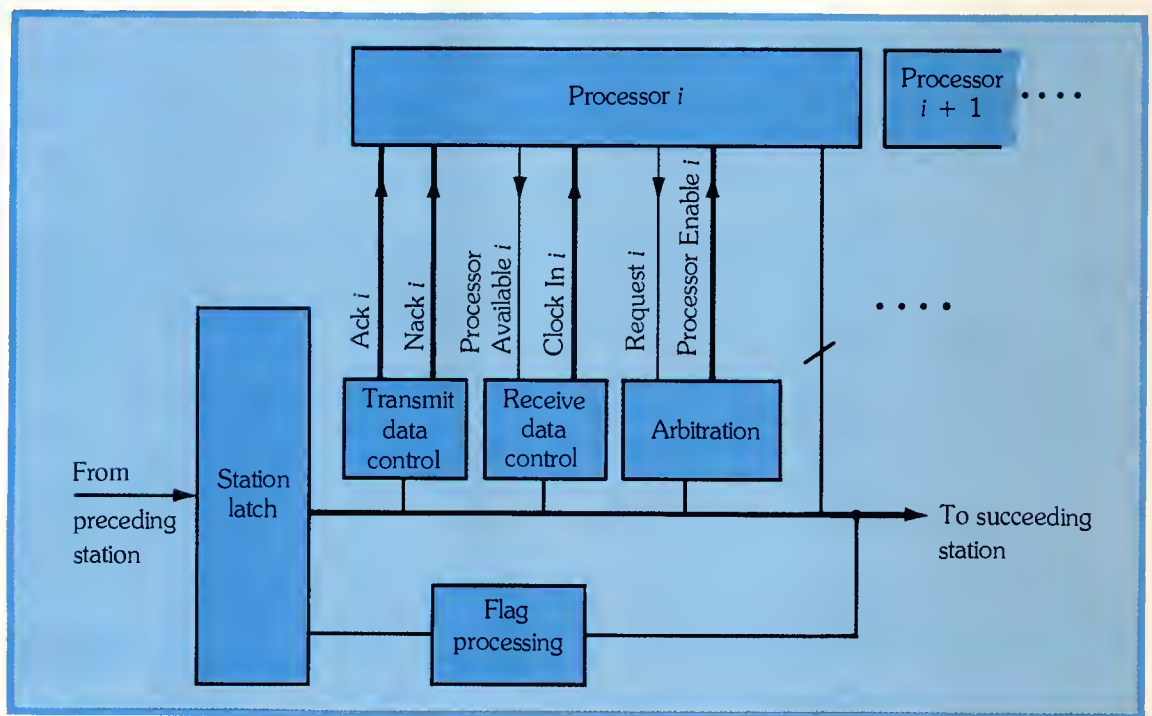 Processor i
Processor
i + 1
Ack i
Nack i
Processor
Available i
Clock In i
Request i
Processor Enable i
Transmit
data
control
Receive
data
control
Arbitration
From
preceding
station
Station
latch
To succeeding
station
Flag
processing